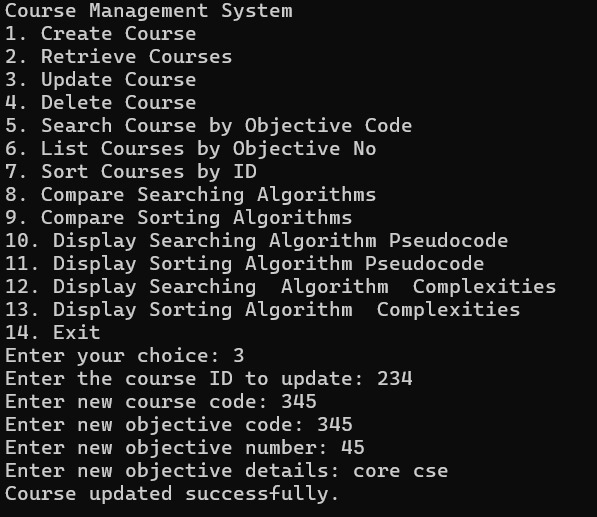 Course Management System
1. Create Course
2. Retrieve Courses
3. Update Course
4. Delete Course
5. Search Course by Objective Code
6. List Courses by Objective No
7. Sort Courses by ID
8. Compare Searching Algorithms
9. Compare Sorting Algorithms
10. Display Searching Algorithm Pseudocode
11. Display Sorting Algorithm Pseudocode
12. Display Searching  Algorithm  Complexities
13. Display Sorting Algorithm  Complexities
14. Exit
Enter your choice: 3
Enter the course ID to update: 234
Enter new course code: 345
Enter new objective code: 345
Enter new objective number: 45
Enter new objective details: core cse
Course updated successfully.